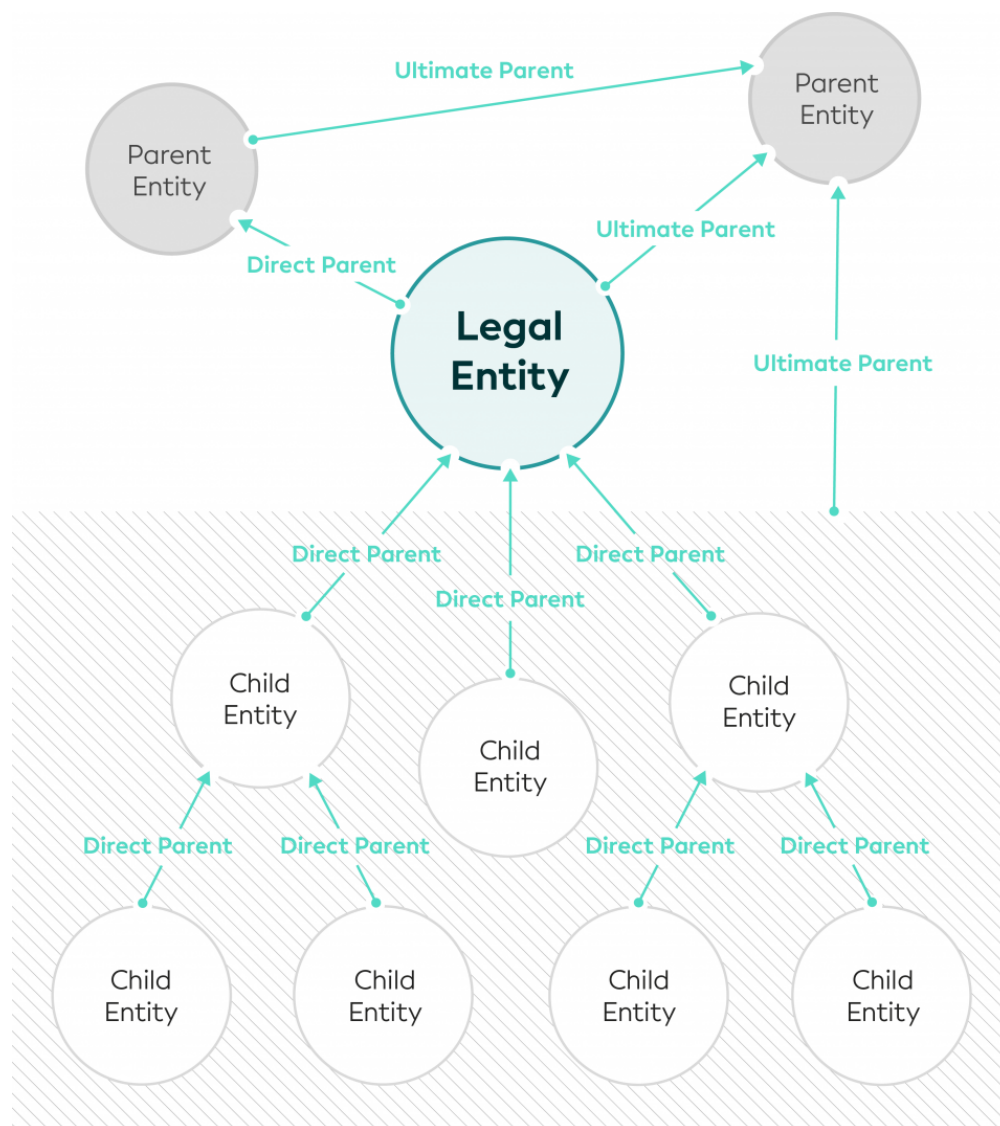 Ultimate Parent
Parent
Entity
Parent
Entity
Ultimate Parent
Direct Parent
Legal
Entity
Ultimate Parent
Direct Parent
Direct Parent
Direct Parent
Child
Entity
Child
Entity
Child
Entity
Direct Parent
Direct Parent
Direct Parent
Direct Parent
Child
Entity
Child
Entity
Child
Entity
Child
Entity